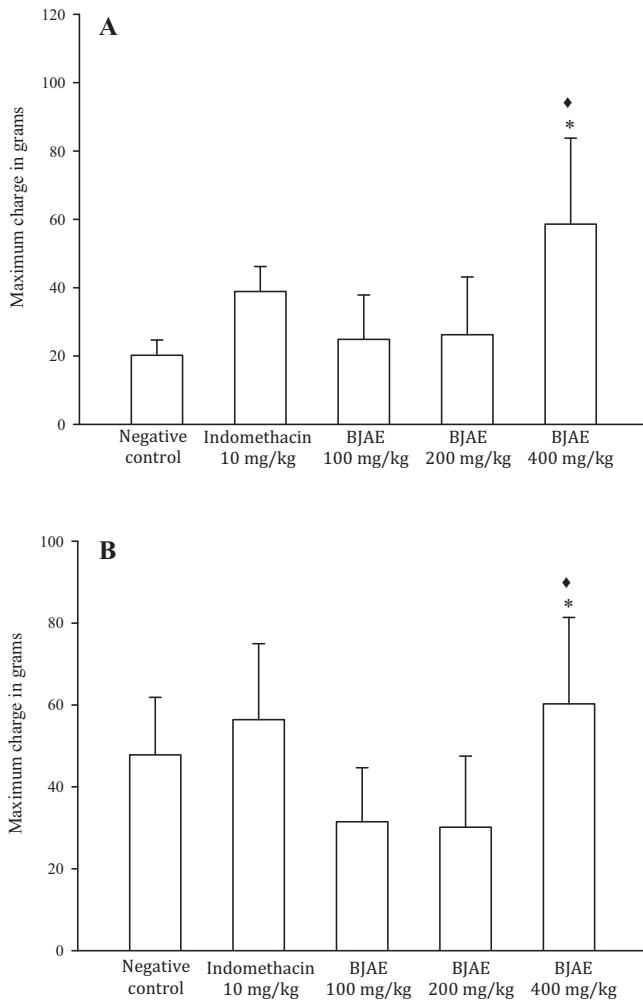 A
Maximum charge in grams
120
100
80
60
40
20
0
♦
*
Negative control
Indomethacin 10 mg/kg
BJAE 100 mg/kg
BJAE 200 mg/kg
BJAE 400 mg/kg
B
Maximum charge in grams
100
80
60
40
20
0
♦
*
Negative control
Indomethacin 10 mg/kg
BJAE 100 mg/kg
BJAE 200 mg/kg
BJAE 400 mg/kg